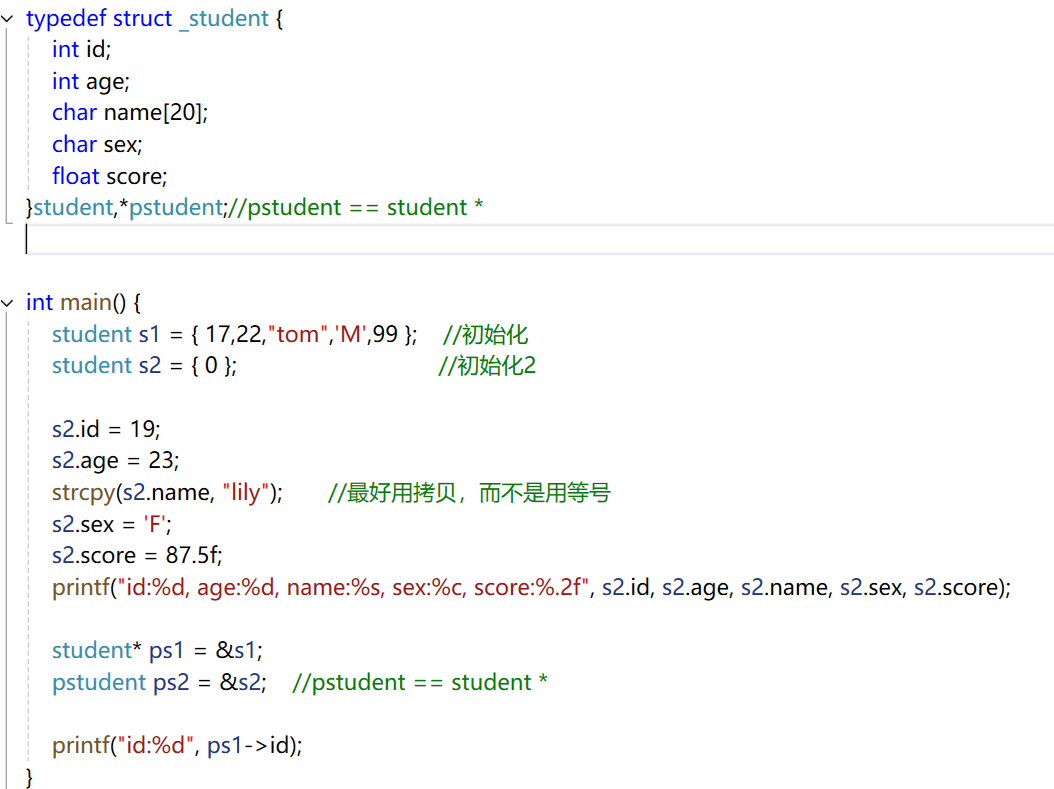 typedef struct _student {
int id;
int age;
char name[20];
char sex;
float score;
}student,*pstudent;//pstudent == student *
int main() {
student s1 = { 17,22,"tom",'M',99 }; //初始化
student s2 = { 0 }; //初始化2
s2.id = 19;
s2.age = 23;
strcpy(s2.name, "lily"); //最好用拷贝，而不是用等号
s2.sex = 'F';
s2.score = 87.5f;
printf("id:%d, age:%d, name:%s, sex:%c, score:%.2f", s2.id, s2.age, s2.name, s2.sex, s2.score);
student* ps1 = &s1;
pstudent ps2 = &s2; //pstudent == student *
printf("id:%d", ps1->id);
}